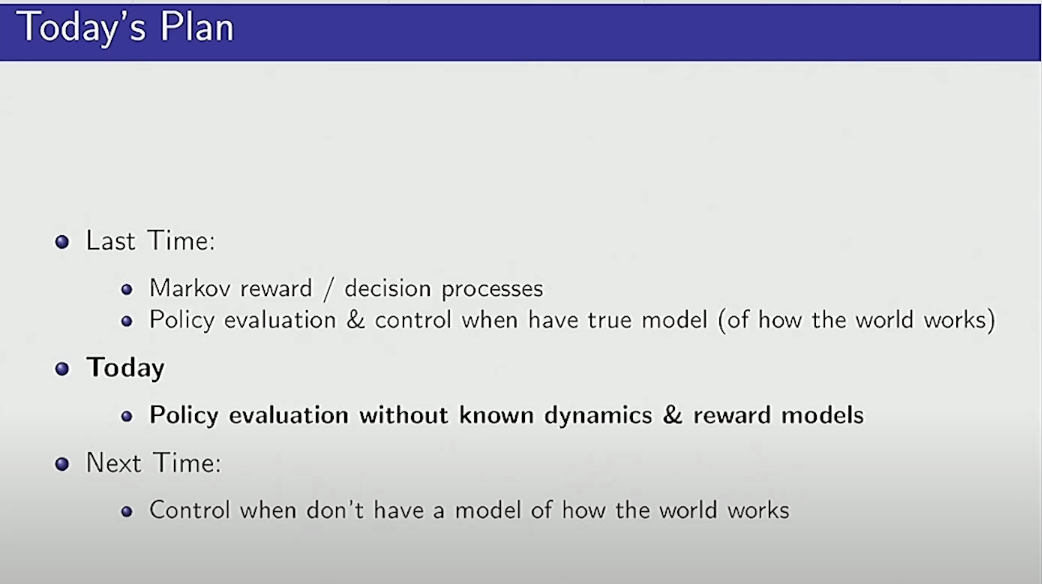 Today's Plan
Last Time:
Markov reward / decision processes
Policy evaluation & control when have true model (of how the world works)
Today
Policy evaluation without known dynamics & reward models
Next Time:
Control when don't have a model of how the world works